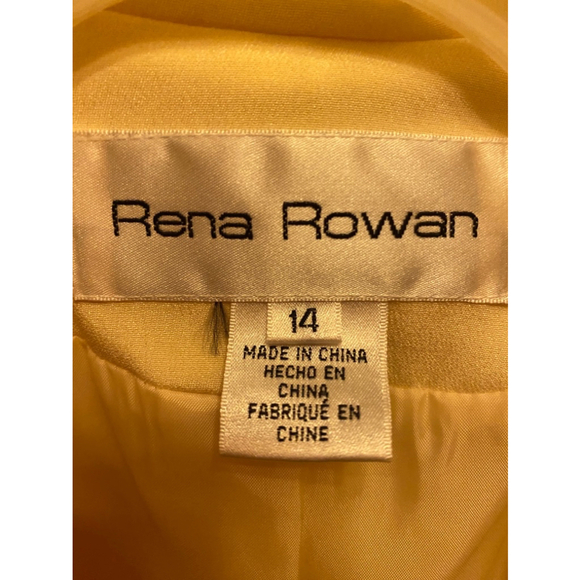 Rena Rowan
14
MADE IN CHINA
HECHO EN
CHINA
FABRIQUÉ EN
CHINE